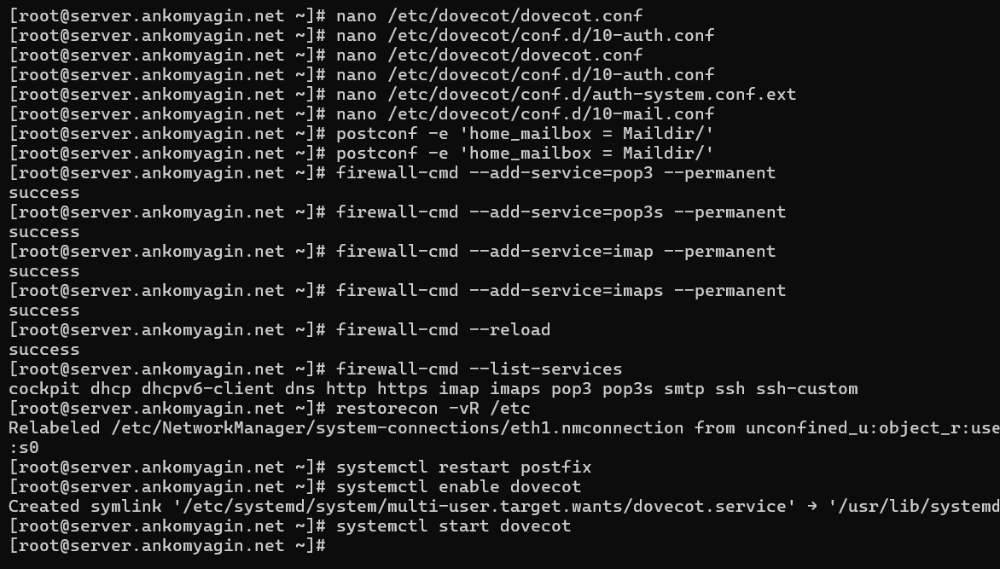 [root@server.ankomyagin.net ~]# nano /etc/dovecot/dovecot.conf
[root@server.ankomyagin.net ~]# nano /etc/dovecot/conf.d/10-auth.conf
[root@server.ankomyagin.net ~]# nano /etc/dovecot/dovecot.conf
[root@server.ankomyagin.net ~]# nano /etc/dovecot/conf.d/10-auth.conf
[root@server.ankomyagin.net ~]# nano /etc/dovecot/conf.d/auth-system.conf.ext
[root@server.ankomyagin.net ~]# nano /etc/dovecot/conf.d/10-mail.conf
[root@server.ankomyagin.net ~]# postconf -e 'home_mailbox = Maildir/'
[root@server.ankomyagin.net ~]# postconf -e 'home_mailbox = Maildir/'
[root@server.ankomyagin.net ~]# firewall-cmd --add-service=pop3 --permanent
success
[root@server.ankomyagin.net ~]# firewall-cmd --add-service=pop3s --permanent
success
[root@server.ankomyagin.net ~]# firewall-cmd --add-service=imap --permanent
success
[root@server.ankomyagin.net ~]# firewall-cmd --add-service=imaps --permanent
success
[root@server.ankomyagin.net ~]# firewall-cmd --reload
success
[root@server.ankomyagin.net ~]# firewall-cmd --list-services
cockpit dhcp dhcpv6-client dns http https imap imaps pop3 pop3s smtp ssh ssh-custom
[root@server.ankomyagin.net ~]# restorecon -vR /etc
Relabeled /etc/NetworkManager/system-connections/eth1.nmconnection from unconfined_u:object_r:use
:s0
[root@server.ankomyagin.net ~]# systemctl restart postfix
[root@server.ankomyagin.net ~]# systemctl enable dovecot
Created symlink '/etc/systemd/system/multi-user.target.wants/dovecot.service' → '/usr/lib/systemd
[root@server.ankomyagin.net ~]# systemctl start dovecot
[root@server.ankomyagin.net ~]#